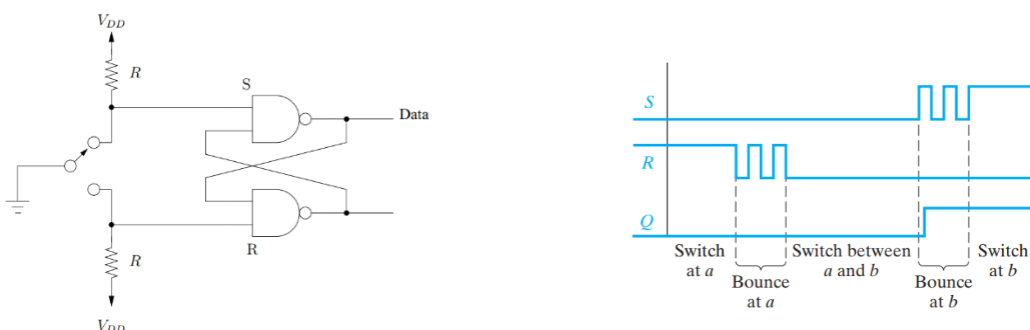 V_DD
R
S
Data
R
R
V_DD
S
R
Q
Switch
at a
Bounce
at a
Switch between
a and b
Bounce
at b
Switch
at b